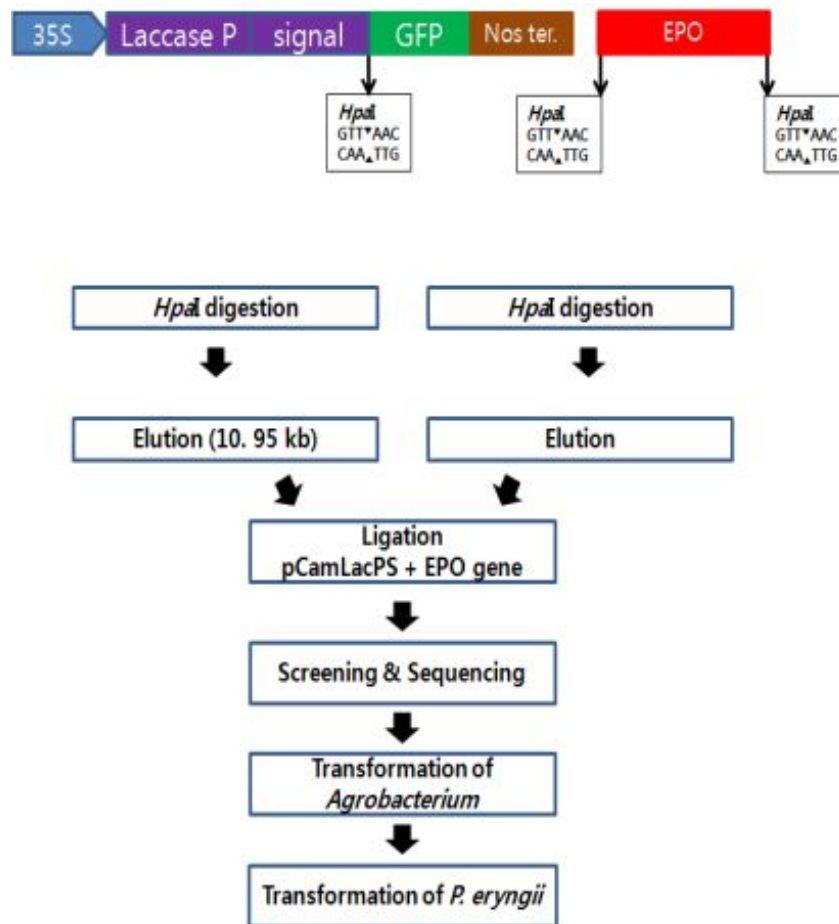 35S Laccase P signal GFP Nos ter. EPO
HpaI
GTT▼AAC
CAA▲TTG
HpaI
GTT▼AAC
CAA▲TTG
HpaI
GTT▼AAC
CAA▲TTG
HpaI digestion
HpaI digestion
Elution (10. 95 kb)
Elution
Ligation
pCamLacPS + EPO gene
Screening & Sequencing
Transformation of
Agrobacterium
Transformation of P. eryngii